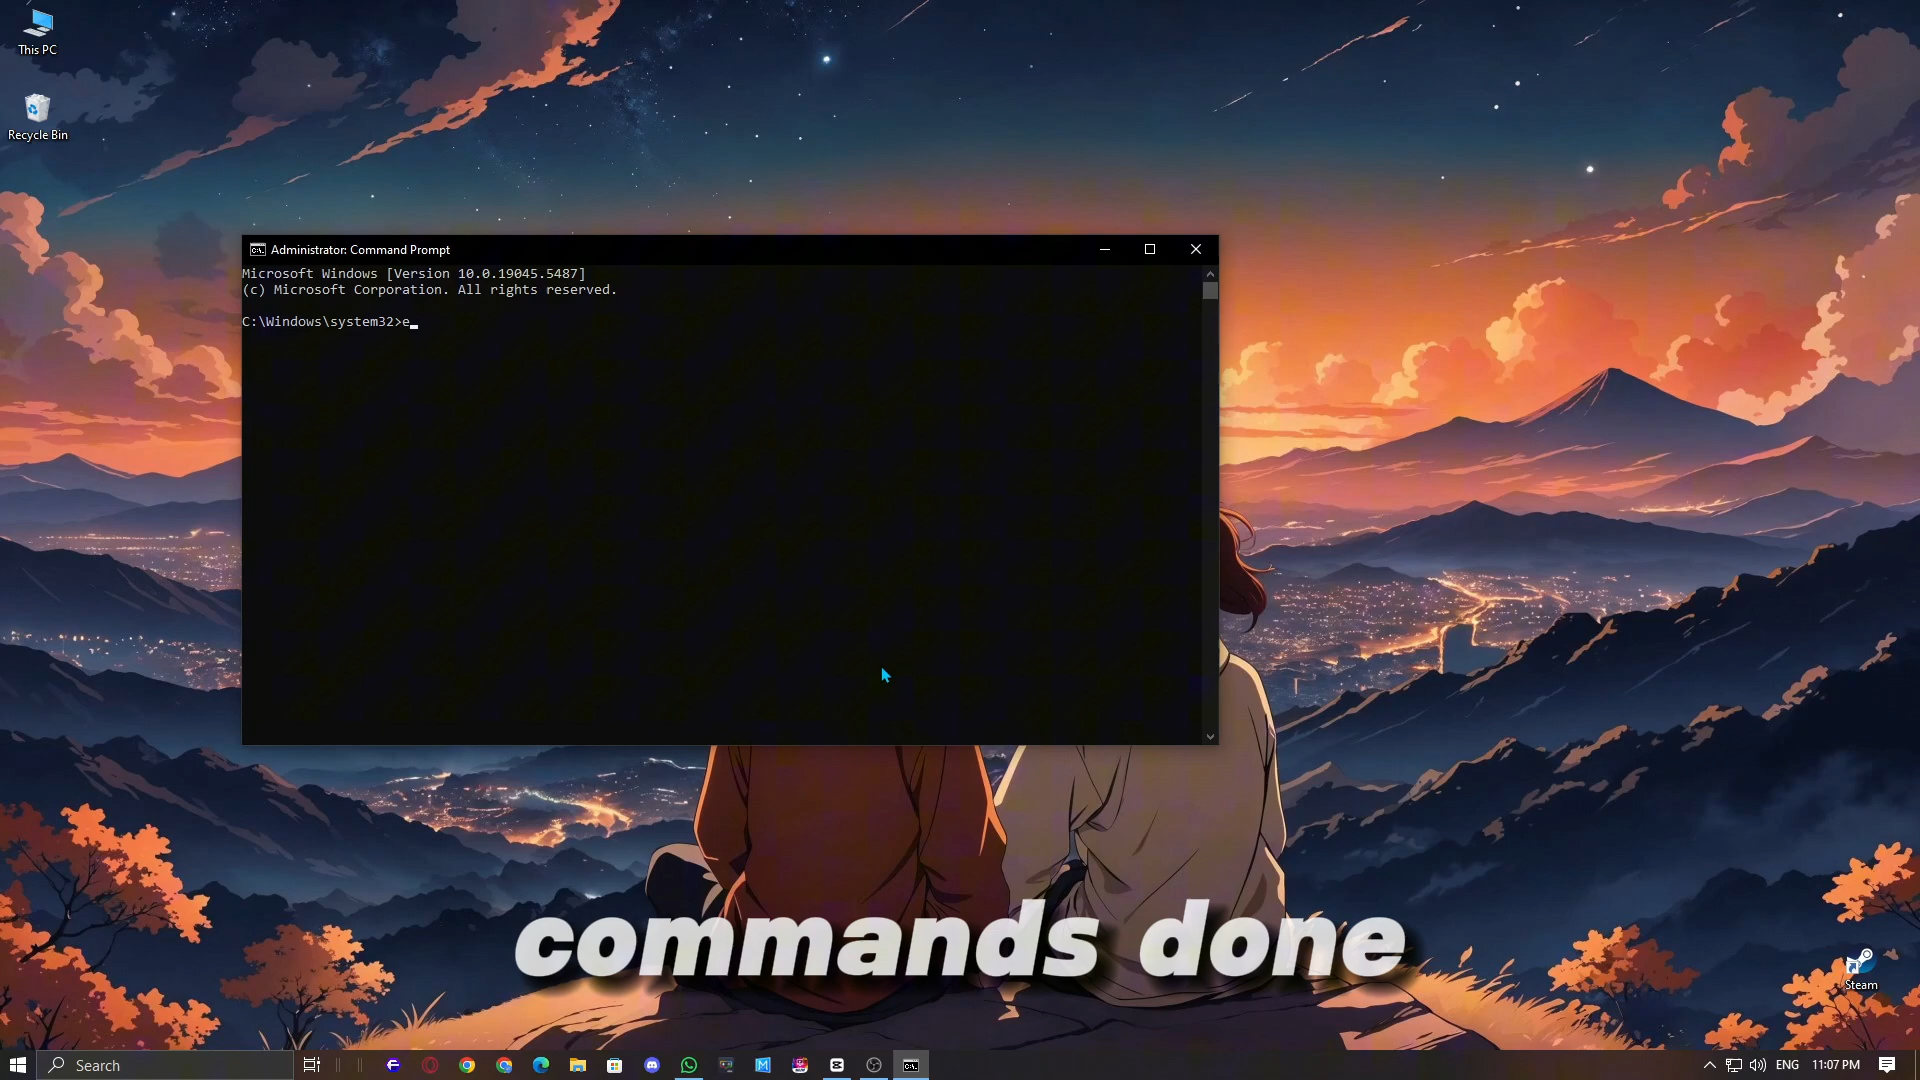 This PC
Recycle Bin
Administrator: Command Prompt
Microsoft Windows [Version 10.0.19045.5487]
(c) Microsoft Corporation. All rights reserved.
C:\Windows\system32>e
commands done
Steam
Search
ENG
11:07 PM